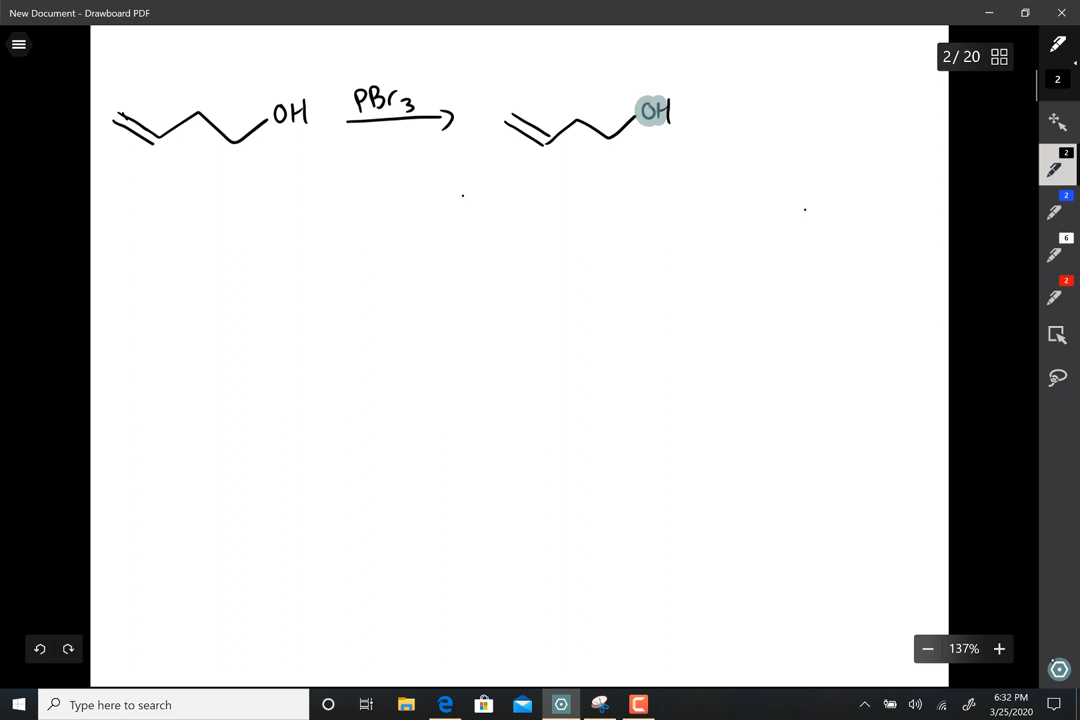 New Document - Drawboard PDF
2 / 20
2
OH PBr3 OH
2
2
6
2
137%
Type here to search
6:32 PM
3/25/2020